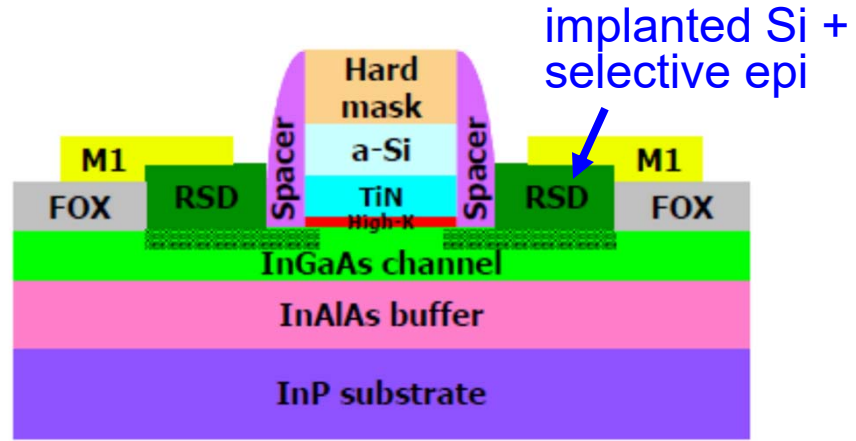 implanted Si +
selective epi
Hard
mask
Spacer
a-Si
Spacer
M1
M1
TiN
RSD
RSD
FOX
FOX
High-K
InGaAs channel
InAlAs buffer
InP substrate